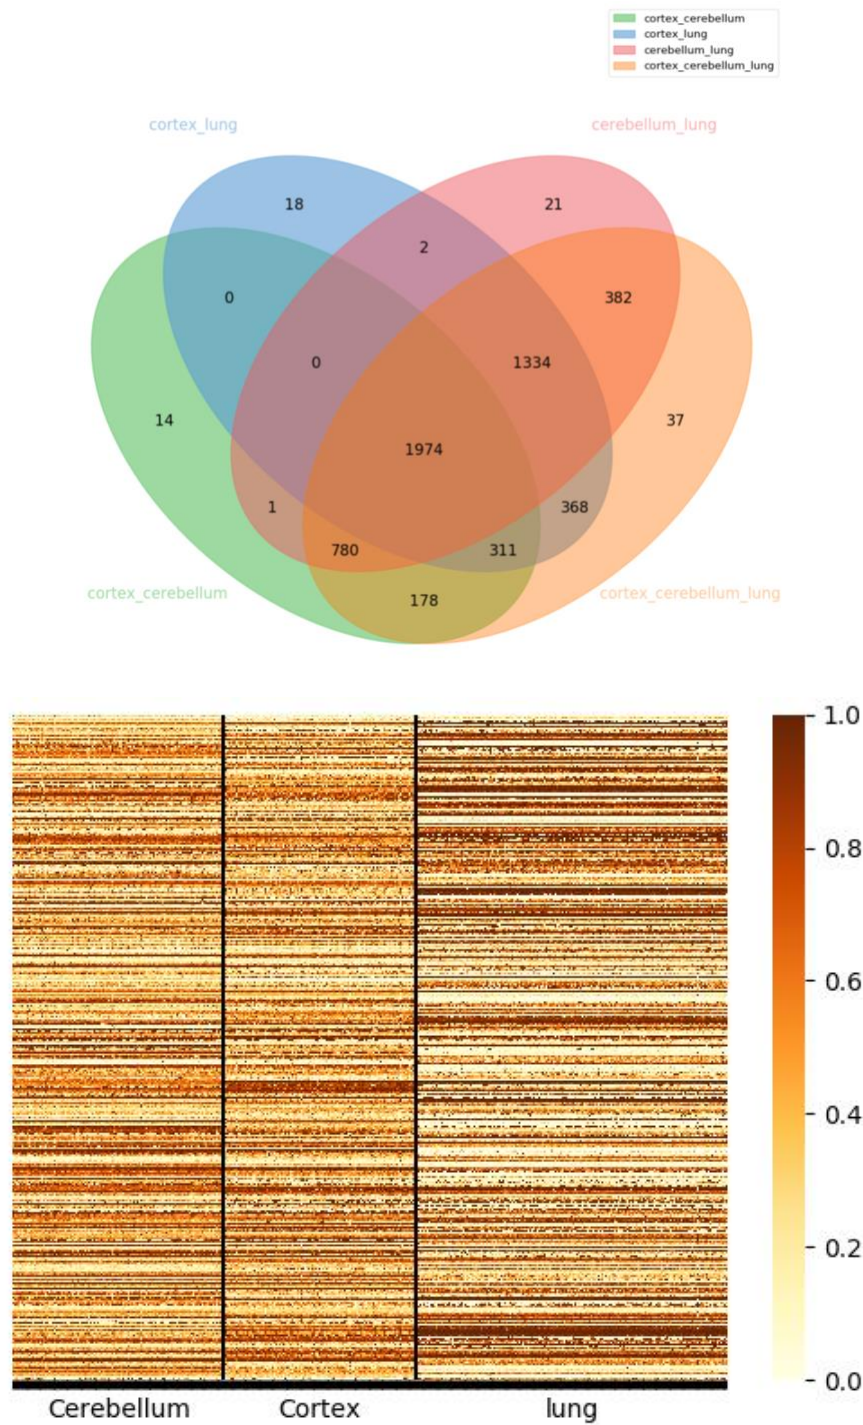 cortex_cerebellum
cortex_lung
cerebellum_lung
cortex_cerebellum_lung
cortex_lung
cerebellum_lung
18
21
2
0
382
0
1334
14
37
1974
1
368
780
311
cortex_cerebellum
178
cortex_cerebellum_lung
1.0
0.8
0.6
0.4
0.2
0.0
Cerebellum Cortex lung